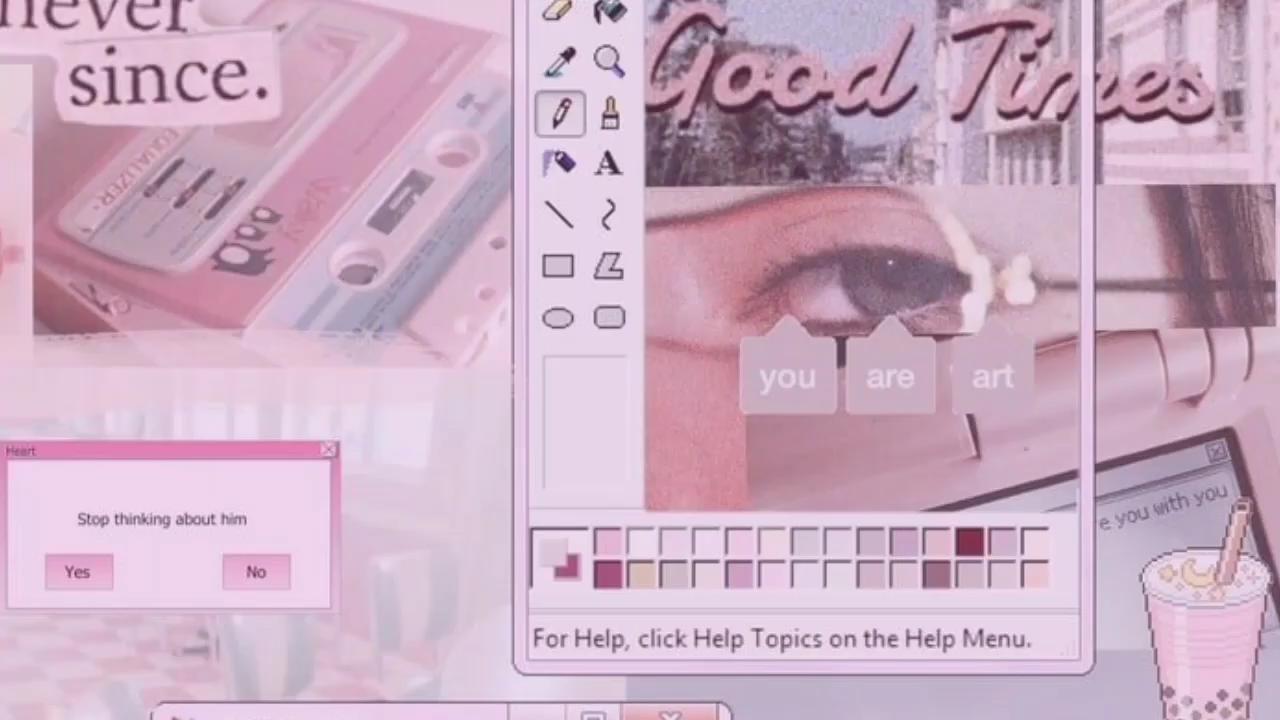 never
since.
EQUALIZER
Good Times
you are art
Heart
Stop thinking about him
Yes No
e you with you
For Help, click Help Topics on the Help Menu.